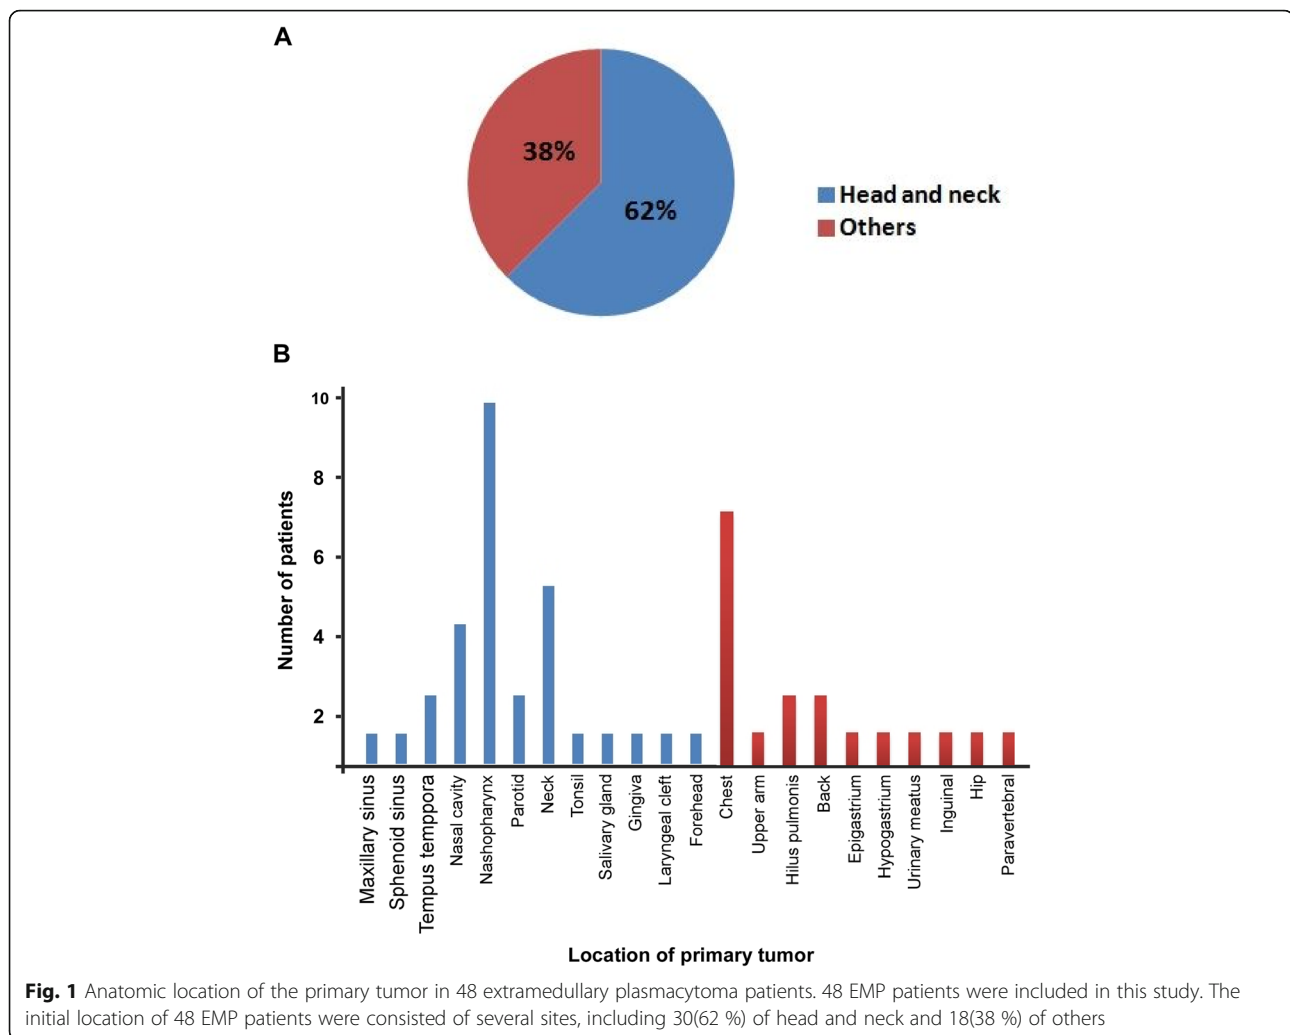 A
38%
62%
Head and neck
Others
B
Number of patients
10
8
6
4
2
Maxillary sinus
Sphenoid sinus
Tempus temppora
Nasal cavity
Nashopharynx
Parotid
Neck
Tonsil
Salivary gland
Gingiva
Laryngeal cleft
Forehead
Chest
Upper arm
Hilus pulmonis
Back
Epigastrium
Hypogastrium
Urinary meatus
Inguinal
Hip
Paravertebral
Location of primary tumor
Fig. 1 Anatomic location of the primary tumor in 48 extramedullary plasmacytoma patients. 48 EMP patients were included in this study. The
initial location of 48 EMP patients were consisted of several sites, including 30(62 %) of head and neck and 18(38 %) of others